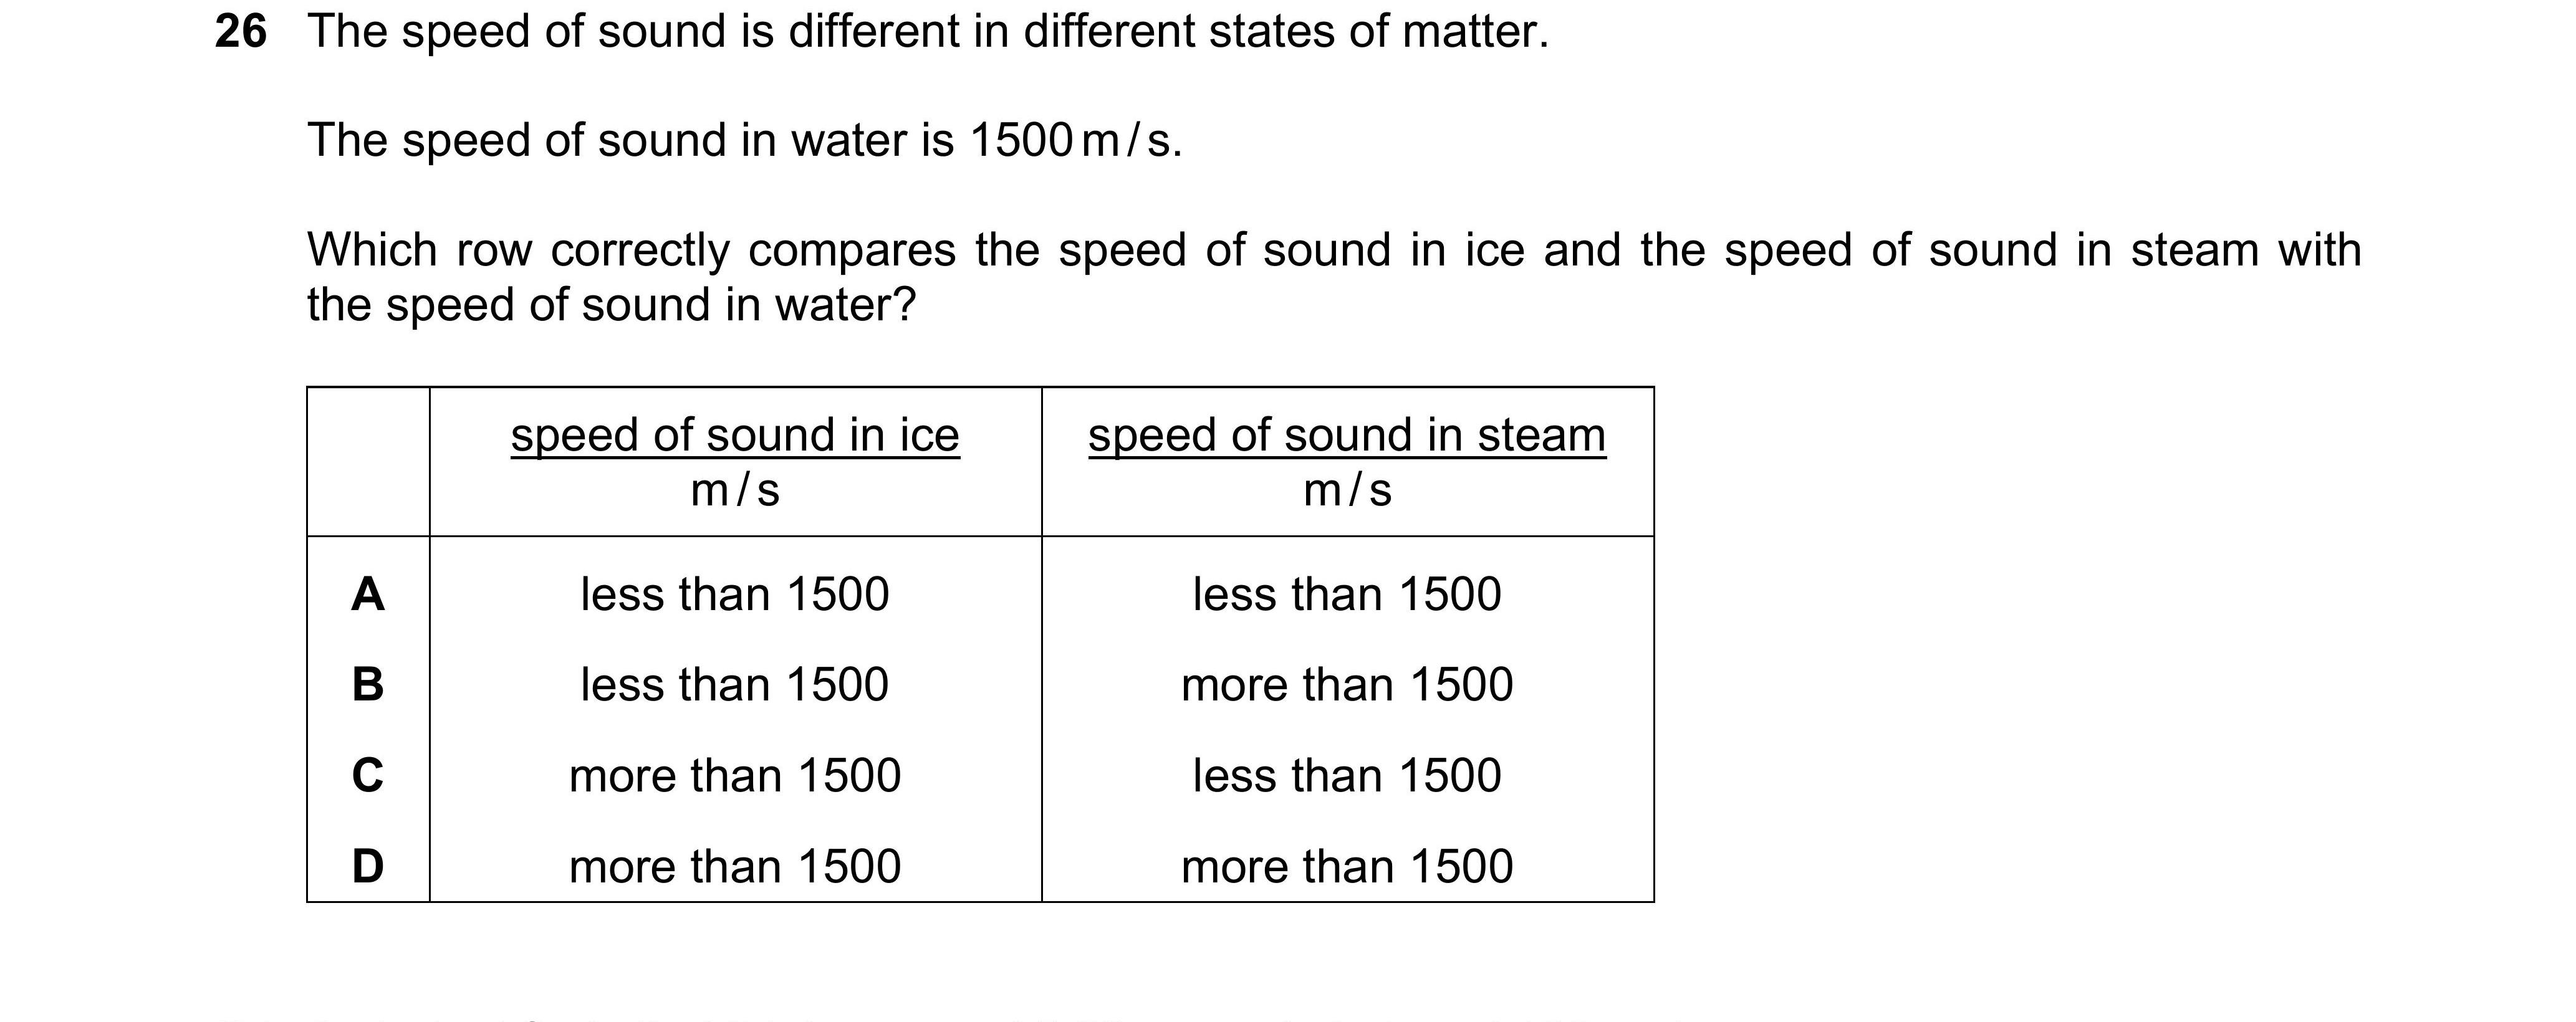 26 The speed of sound is different in different states of matter.
The speed of sound in water is 1500 m / s.
Which row correctly compares the speed of sound in ice and the speed of sound in steam with
the speed of sound in water?
speed of sound in ice speed of sound in steam
m / s m / s
A less than 1500 less than 1500
B less than 1500 more than 1500
C more than 1500 less than 1500
D more than 1500 more than 1500